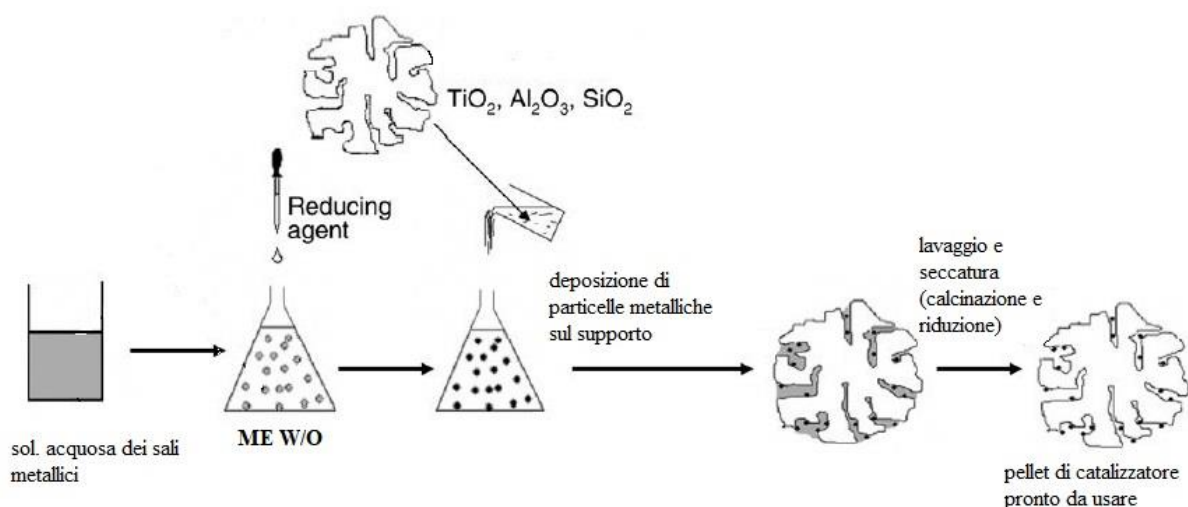 TiO₂, Al₂O₃, SiO₂
Reducing
agent
sol. acquosa dei sali
metallici
ME W/O
deposizione di
particelle metalliche
sul supporto
lavaggio e
seccatura
(calcinazione e
riduzione)
pellet di catalizzatore
pronto da usare